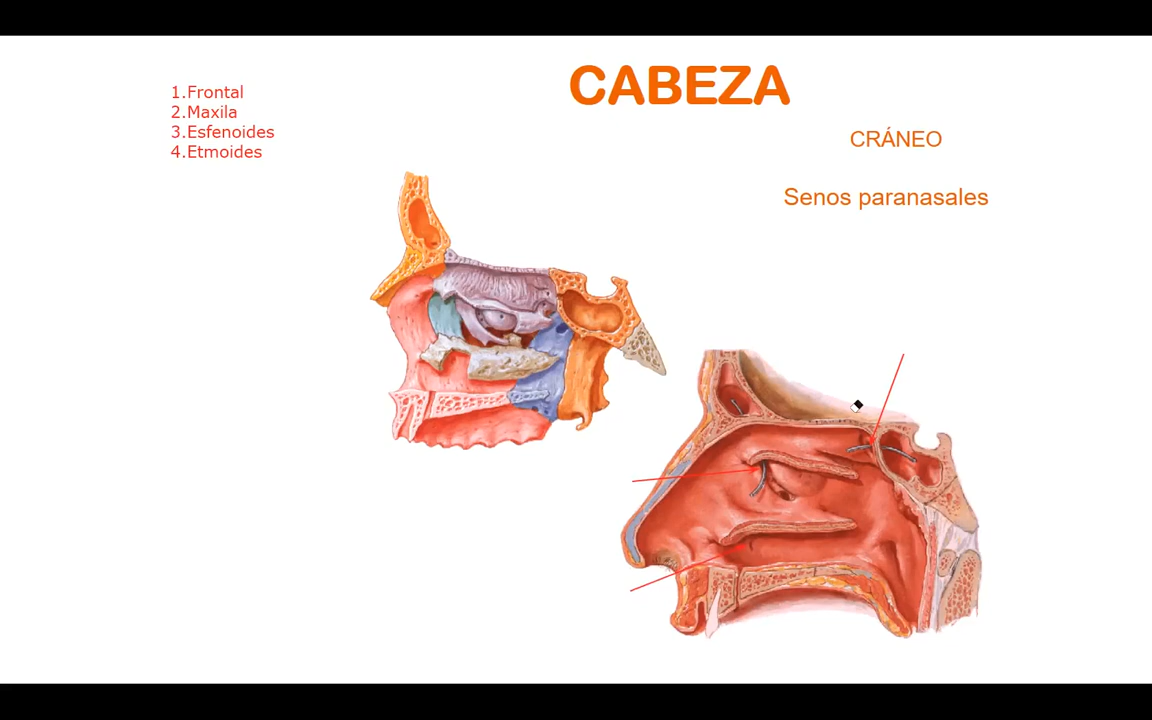 CABEZA
1.Frontal
2.Maxila
3.Esfenoides
4.Etmoides
CRÁNEO
Senos paranasales